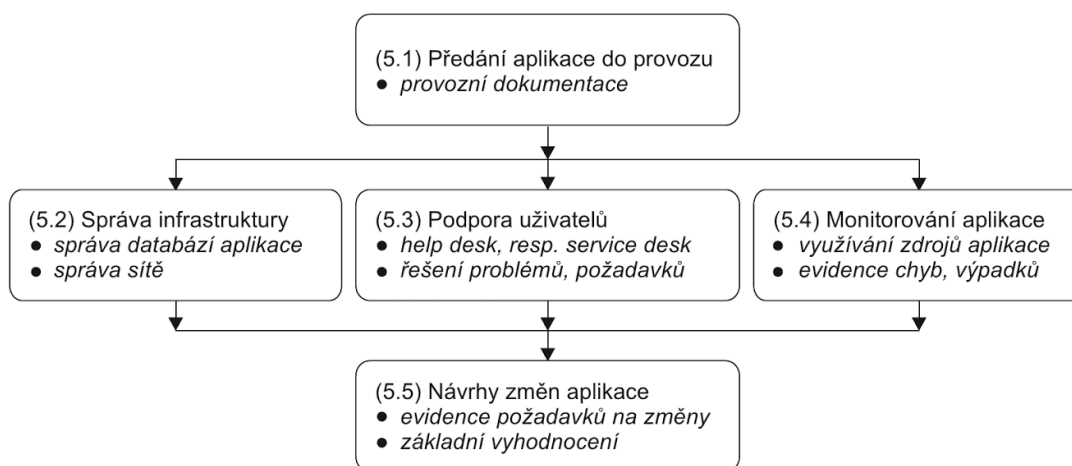 (5.1) Předání aplikace do provozu
● provozní dokumentace
(5.2) Správa infrastruktury
● správa databází aplikace
● správa sítě
(5.3) Podpora uživatelů
● help desk, resp. service desk
● řešení problémů, požadavků
(5.4) Monitorování aplikace
● využívání zdrojů aplikace
● evidence chyb, výpadků
(5.5) Návrhy změn aplikace
● evidence požadavků na změny
● základní vyhodnocení